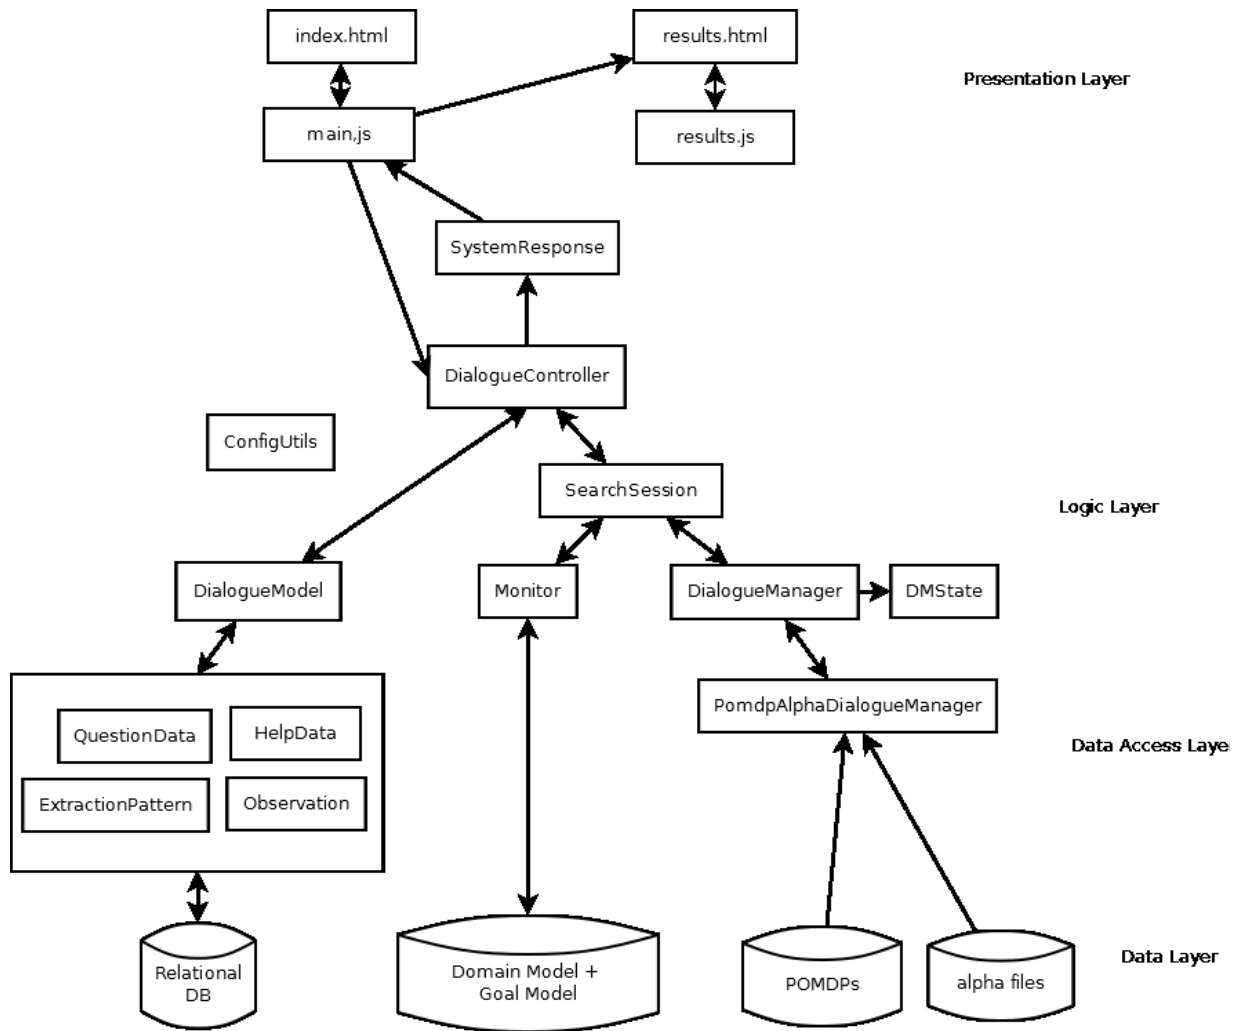 index.html
results.html
Presentation Layer
main,js
results.js
SystemResponse
DialogueController
ConfigUtils
SearchSession
Logic Layer
DialogueModel
Monitor
DialogueManager
DMState
PomdpAlphaDialogueManager
QuestionData
HelpData
Data Access Laye
ExtractionPattern
Observation
Relational
DB
Domain Model +
Goal Model
POMDPs
alpha files
Data Layer